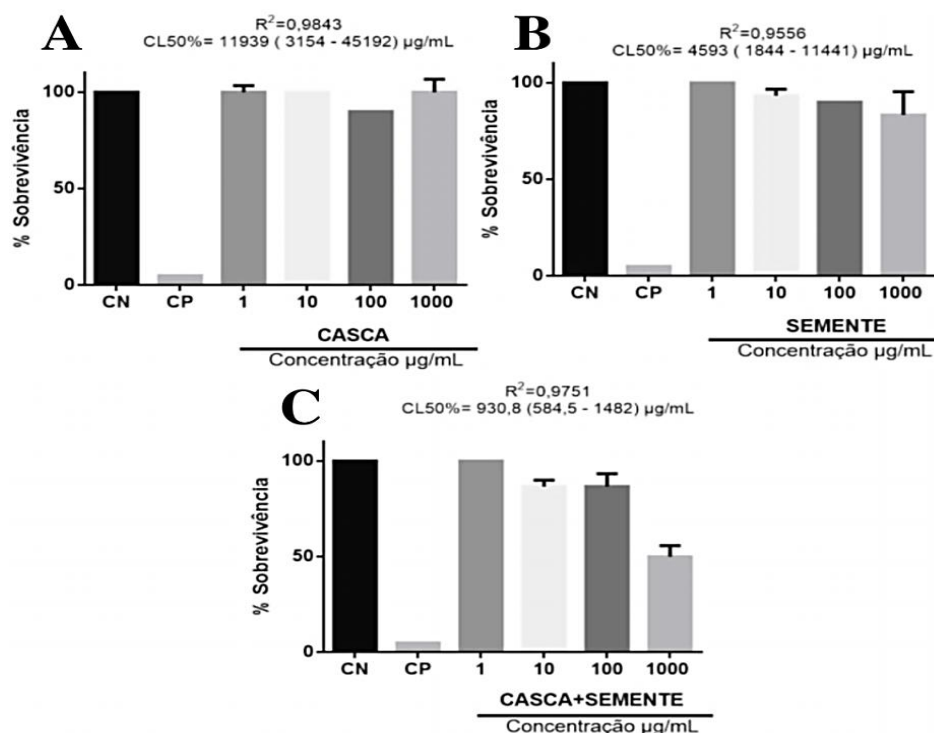 A
R²=0,9843
CL50%= 11939 ( 3154 - 45192) µg/mL
% Sobrevivência
100
50
0
CN CP 1 10 100 1000
CASCA
Concentração µg/mL
B
R²=0,9556
CL50%= 4593 ( 1844 - 11441) µg/mL
% Sobrevivência
100
50
0
CN CP 1 10 100 1000
SEMENTE
Concentração µg/mL
C
R²=0,9751
CL50%= 930,8 (584,5 - 1482) µg/mL
% Sobrevivência
100
50
0
CN CP 1 10 100 1000
CASCA+SEMENTE
Concentração µg/mL